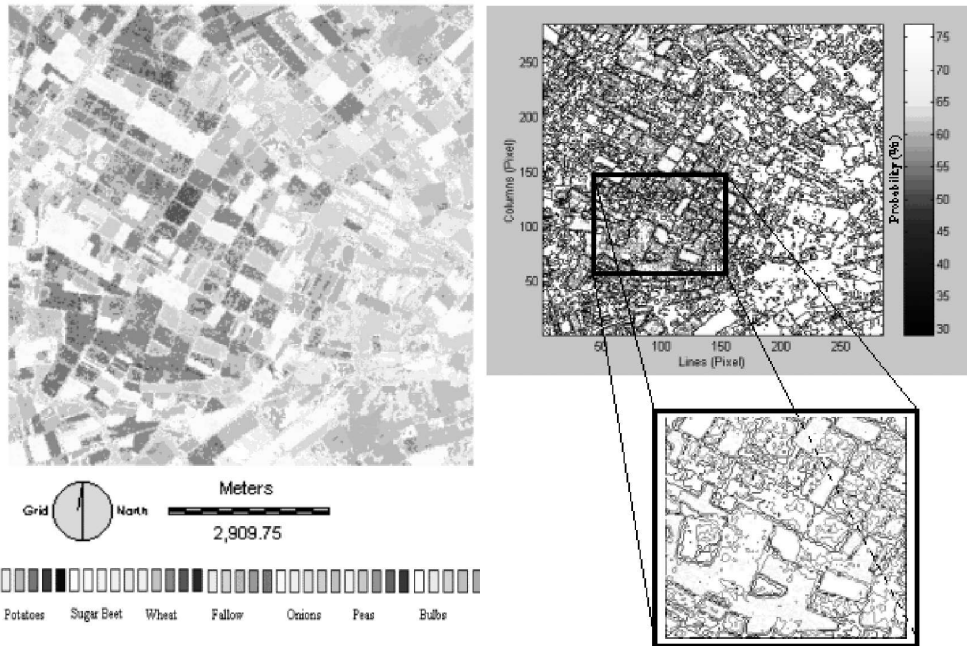 Grid North
Meters
2,909.75
Potatoes Sugar Beet Wheat Fallow Onions Peas Bulbs
250
200
150
100
50
Columns (Pixel)
50 100 150 200 250
Lines (Pixel)
75
70
65
60
55
50
45
40
35
30
Probability (%)